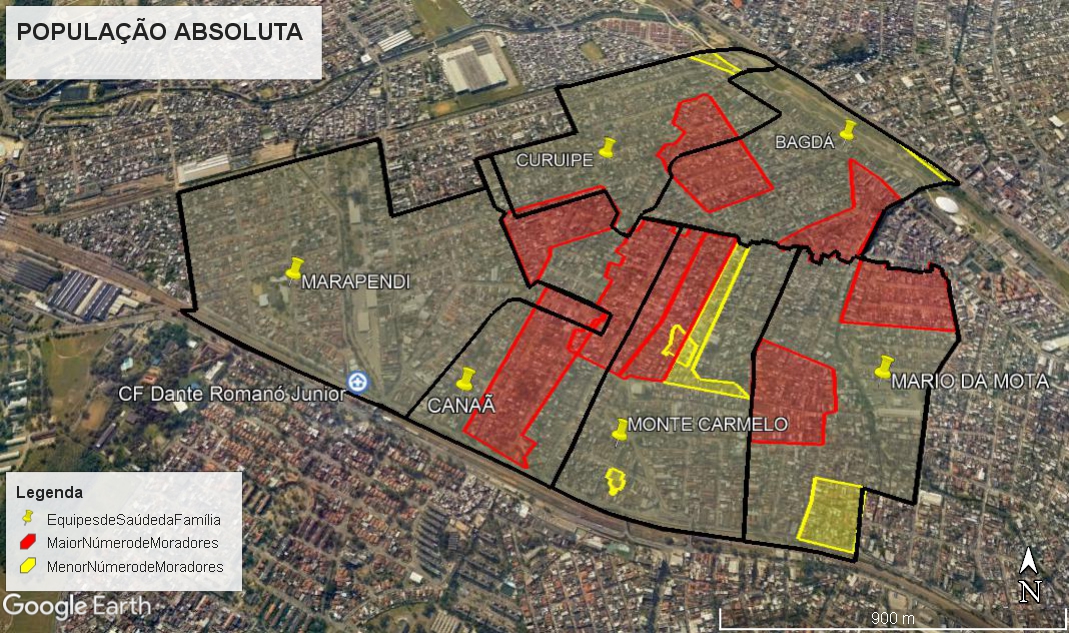 POPULAÇÃO ABSOLUTA
BAGDÁ
CURUIPE
MARAPENDI
CF Dante Romanó Junior
CANAÃ
MARIO DA MOTA
MONTE CARMELO
Legenda
EquipesdeSaúdedaFamília
MaiorNúmerodeMoradores
MenorNúmerodeMoradores
Google Earth
N
900 m